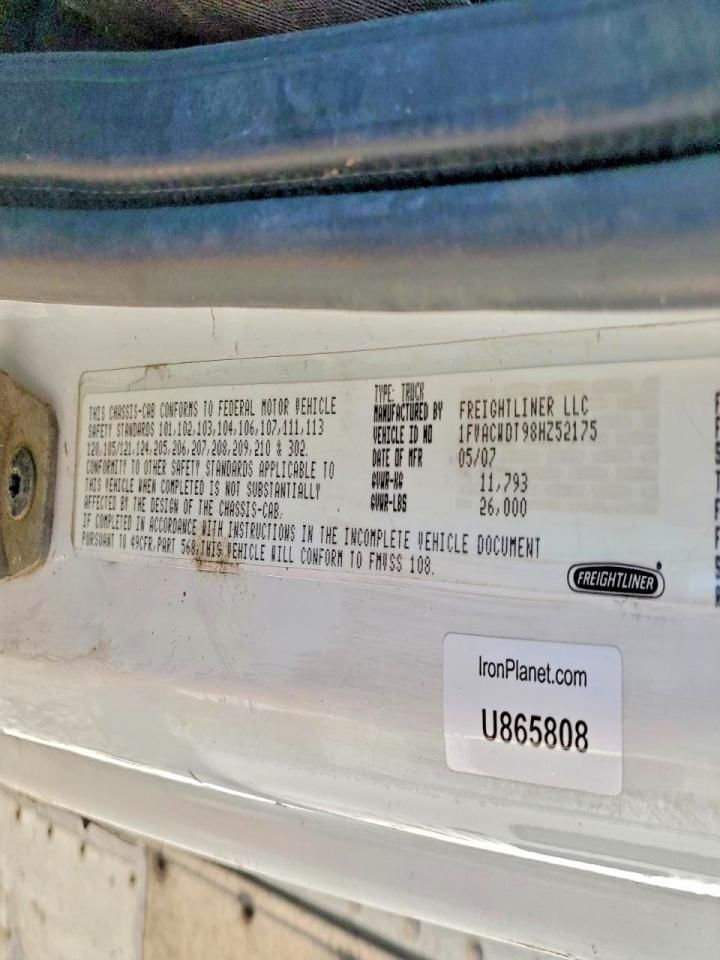 THIS CHASSIS-CAB CONFORMS TO FEDERAL MOTOR VEHICLE
SAFETY STANDARDS 101,102,103,104,106,107,111,113
120,105/121,124,205,206,207,208,209,210 & 302.
CONFORMITY TO OTHER SAFETY STANDARDS APPLICABLE TO
THIS VEHICLE WHEN COMPLETED IS NOT SUBSTANTIALLY
AFFECTED BY THE DESIGN OF THE CHASSIS-CAB.
IF COMPLETED IN ACCORDANCE WITH INSTRUCTIONS IN THE INCOMPLETE VEHICLE DOCUMENT
PURSUANT TO 49CFR,PART 568,THIS VEHICLE WILL CONFORM TO FMVSS 108.
TYPE: TRUCK
MANUFACTURED BY FREIGHTLINER LLC
VEHICLE ID NO 1FVACWDT98HZ52175
DATE OF MFR 05/07
GVWR-KG 11,793
GVWR-LBS 26,000
FREIGHTLINER
IronPlanet.com
U865808